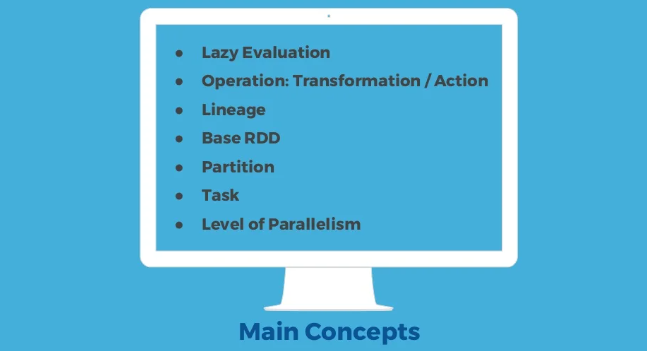 ● Lazy Evaluation
● Operation: Transformation / Action
● Lineage
● Base RDD
● Partition
● Task
● Level of Parallelism
Main Concepts